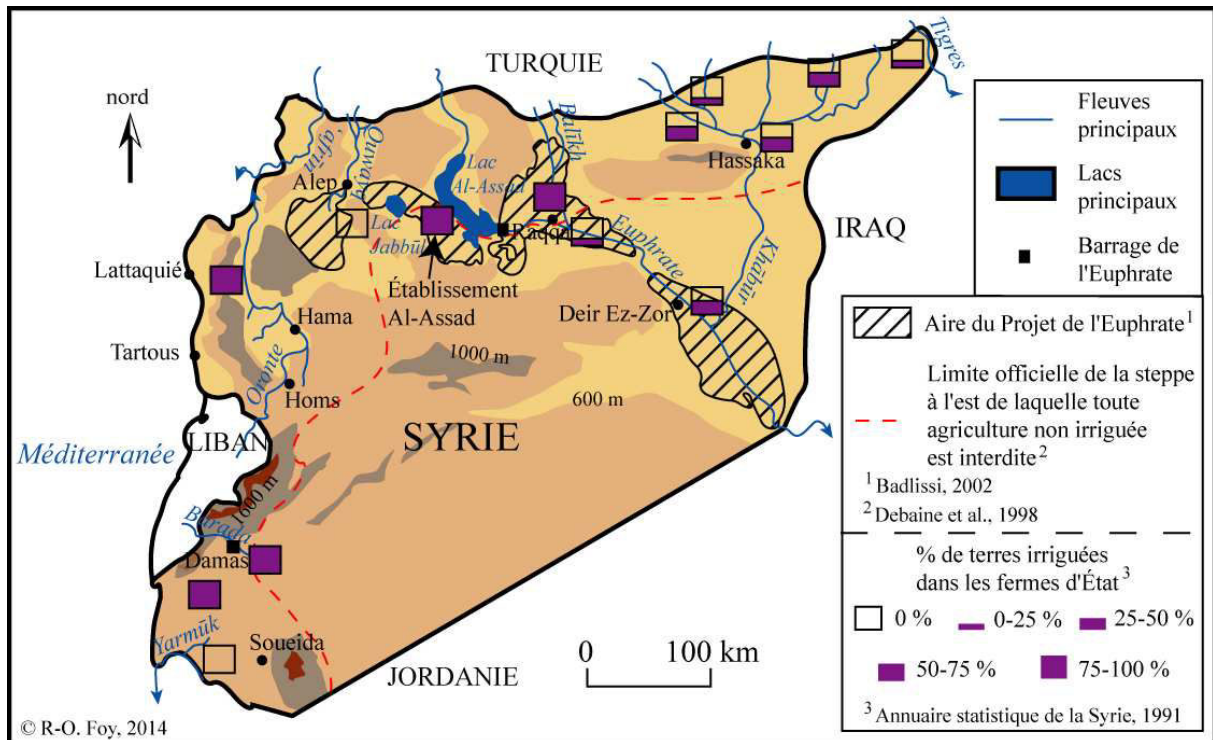 TURQUIE
Tigres
nord
'afrīn
Quwayq
Balīkh
Alep
Lac
Al-Assad
Hassaka
Lac
Jabbūl
Raqqa
Euphrate
Khābūr
IRAQ
Lattaquié
Établissement
Al-Assad
Deir Ez-Zor
Hama
Tartous
1000 m
Oronte
Homs
600 m
SYRIE
LIBAN
Méditerranée
1600 m
Barada
Damas
Yarmūk
Soueida
JORDANIE
0 100 km
© R-O. Foy, 2014
Fleuves
principaux
Lacs
principaux
Barrage de
l'Euphrate
Aire du Projet de l'Euphrate1
Limite officielle de la steppe
à l'est de laquelle toute
agriculture non irriguée
est interdite2
1 Badlissi, 2002
2 Debaine et al., 1998
% de terres irriguées
dans les fermes d'État3
0 % 0-25 % 25-50 %
50-75 % 75-100 %
3 Annuaire statistique de la Syrie, 1991